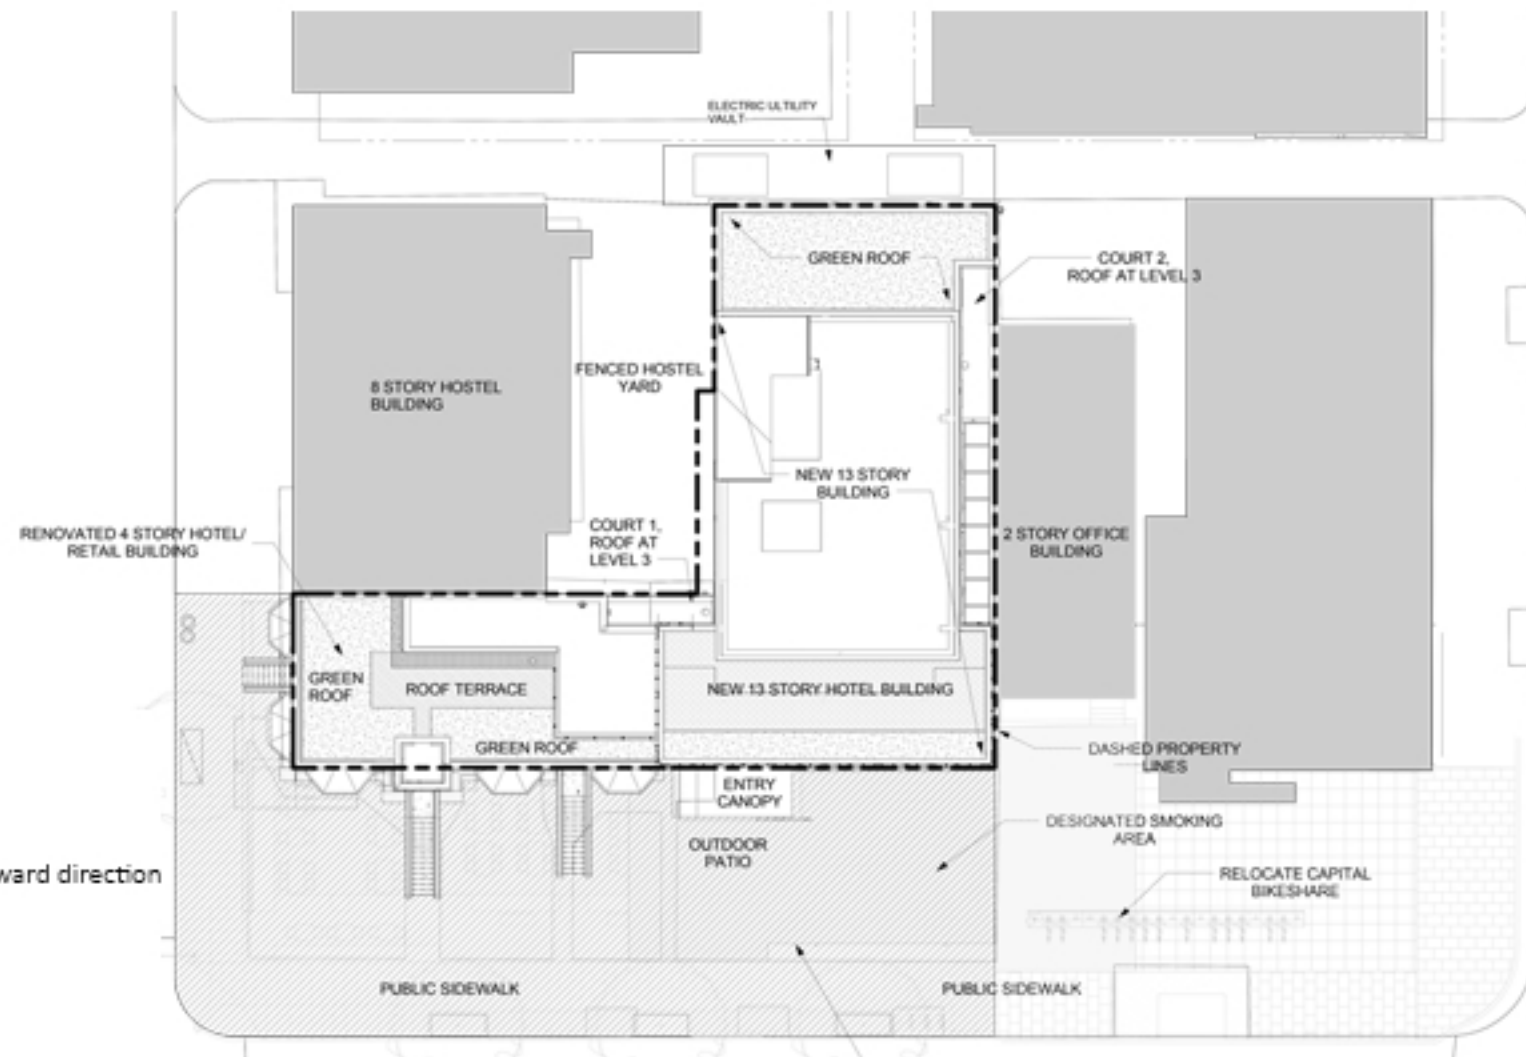 ELECTRIC ULTILITY
VAULT
GREEN ROOF
COURT 2,
ROOF AT LEVEL 3
FENCED HOSTEL
YARD
8 STORY HOSTEL
BUILDING
NEW 13 STORY
BUILDING
COURT 1,
ROOF AT
LEVEL 3
RENOVATED 4 STORY HOTEL/
RETAIL BUILDING
2 STORY OFFICE
BUILDING
GREEN
ROOF
ROOF TERRACE
NEW 13 STORY HOTEL BUILDING
GREEN ROOF
DASHED PROPERTY
LINES
ENTRY
CANOPY
DESIGNATED SMOKING
AREA
OUTDOOR
PATIO
ward direction
RELOCATE CAPITAL
BIKESHARE
PUBLIC SIDEWALK
PUBLIC SIDEWALK